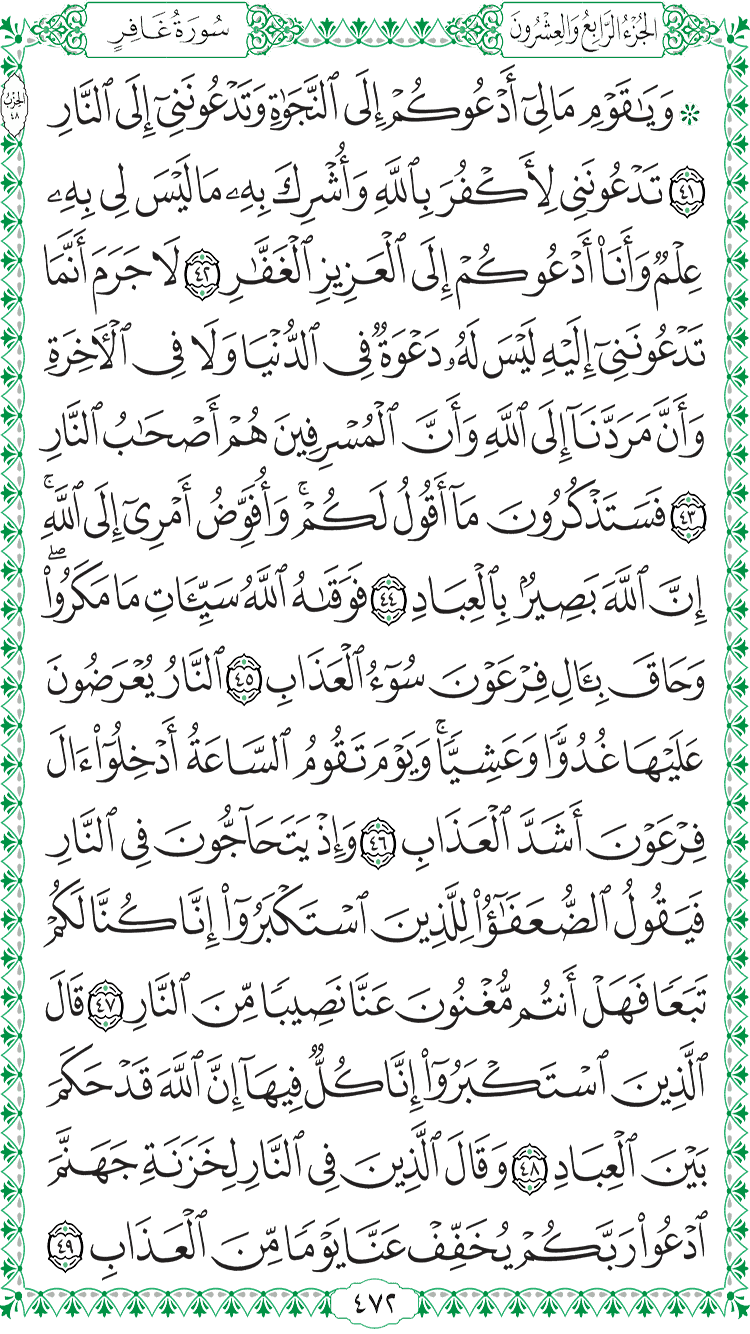 الجُزْءُ الرَّابِعُ وَالعِشْرُونَ
سُورَةُ غَافِرٍ
الحزب ٤٨
۞ وَيَٰقَوْمِ مَالِىٓ أَدْعُوكُمْ إِلَى ٱلنَّجَوٰةِ وَتَدْعُونَنِىٓ إِلَى ٱلنَّارِ
٤١ تَدْعُونَنِى لِأَكْفُرَ بِٱللَّهِ وَأُشْرِكَ بِهِۦ مَا لَيْسَ لِى بِهِۦ
عِلْمٌ وَأَنَا۠ أَدْعُوكُمْ إِلَى ٱلْعَزِيزِ ٱلْغَفَّٰرِ ٤٢ لَا جَرَمَ أَنَّمَا
تَدْعُونَنِىٓ إِلَيْهِ لَيْسَ لَهُۥ دَعْوَةٌ فِى ٱلدُّنْيَا وَلَا فِى ٱلْأَخِرَةِ
وَأَنَّ مَرَدَّنَآ إِلَى ٱللَّهِ وَأَنَّ ٱلْمُسْرِفِينَ هُمْ أَصْحَٰبُ ٱلنَّارِ
٤٣ فَسَتَذْكُرُونَ مَآ أَقُولُ لَكُمْ ۚ وَأُفَوِّضُ أَمْرِىٓ إِلَى ٱللَّهِ ۚ
إِنَّ ٱللَّهَ بَصِيرٌۢ بِٱلْعِبَادِ ٤٤ فَوَقَىٰهُ ٱللَّهُ سَيِّـَٔاتِ مَا مَكَرُوا۟ ۖ
وَحَاقَ بِـَٔالِ فِرْعَوْنَ سُوٓءُ ٱلْعَذَابِ ٤٥ ٱلنَّارُ يُعْرَضُونَ
عَلَيْهَا غُدُوًّا وَعَشِيًّا ۚ وَيَوْمَ تَقُومُ ٱلسَّاعَةُ أَدْخِلُوٓا۟ ءَالَ
فِرْعَوْنَ أَشَدَّ ٱلْعَذَابِ ٤٦ وَإِذْ يَتَحَآجُّونَ فِى ٱلنَّارِ
فَيَقُولُ ٱلضُّعَفَٰٓؤُا۟ لِلَّذِينَ ٱسْتَكْبَرُوٓا۟ إِنَّا كُنَّا لَكُمْ
تَبَعًا فَهَلْ أَنتُم مُّغْنُونَ عَنَّا نَصِيبًا مِّنَ ٱلنَّارِ ٤٧ قَالَ
ٱلَّذِينَ ٱسْتَكْبَرُوٓا۟ إِنَّا كُلٌّ فِيهَآ إِنَّ ٱللَّهَ قَدْ حَكَمَ
بَيْنَ ٱلْعِبَادِ ٤٨ وَقَالَ ٱلَّذِينَ فِى ٱلنَّارِ لِخَزَنَةِ جَهَنَّمَ
ٱدْعُوا۟ رَبَّكُمْ يُخَفِّفْ عَنَّا يَوْمًا مِّنَ ٱلْعَذَابِ ٤٩
٤٧٢